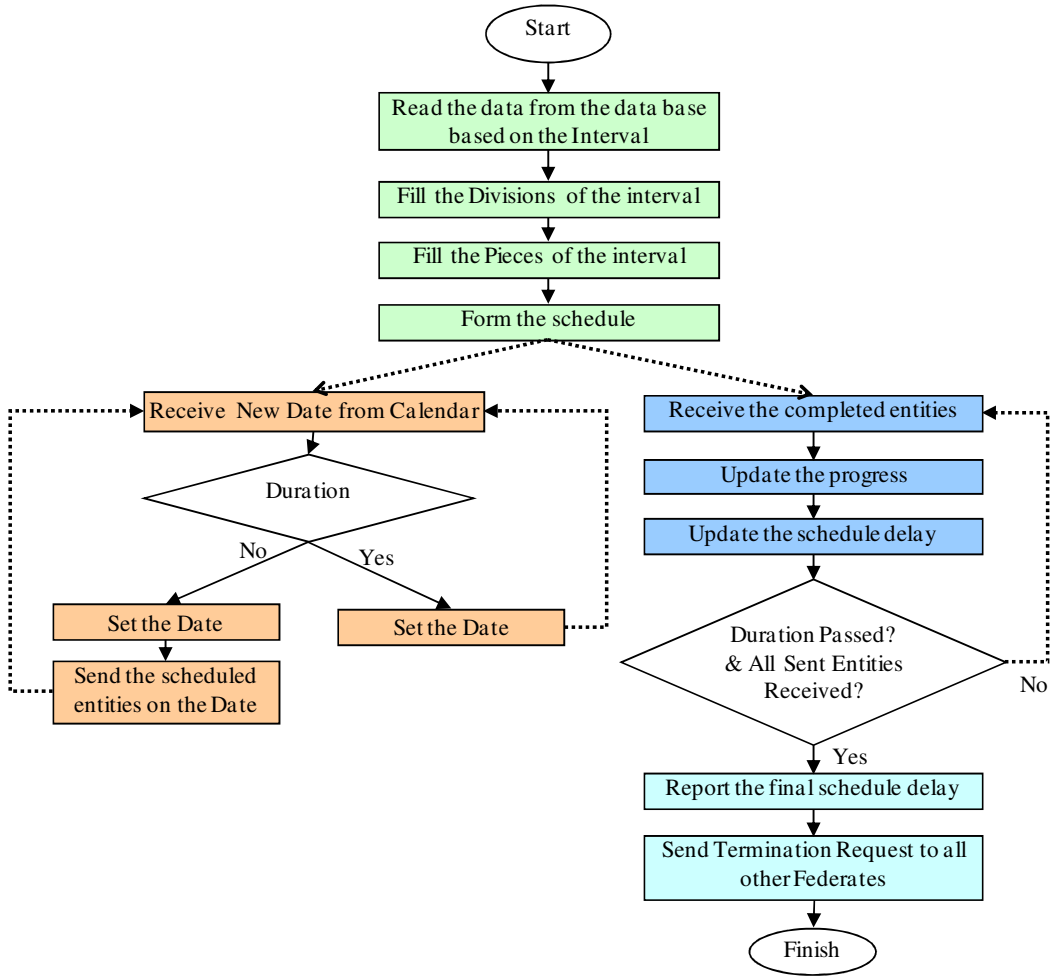 Start
Read the data from the data base
based on the Interval
Fill the Divisions of the interval
Fill the Pieces of the interval
Form the schedule
Receive New Date from Calendar
Duration
No
Yes
Set the Date
Set the Date
Send the scheduled
entities on the Date
Receive the completed entities
Update the progress
Update the schedule delay
Duration Passed?
& All Sent Entities
Received?
No
Yes
Report the final schedule delay
Send Termination Request to all
other Federates
Finish